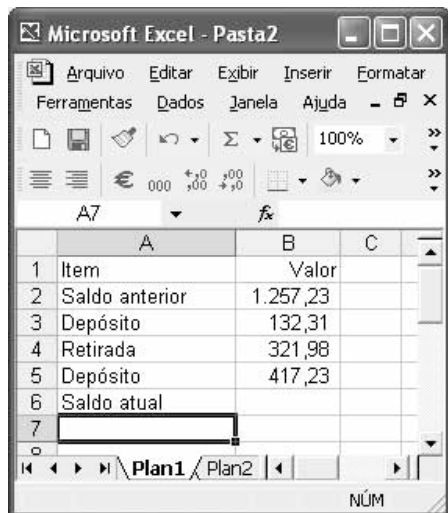 Microsoft Excel - Pasta2
Arquivo Editar Exibir Inserir Formatar
Ferramentas Dados Janela Ajuda
Σ 100% »
€ 000 »
A7 fx
A B C
1 Item Valor
2 Saldo anterior 1.257,23
3 Depósito 132,31
4 Retirada 321,98
5 Depósito 417,23
6 Saldo atual
7
Plan1 / Plan2
NÚM